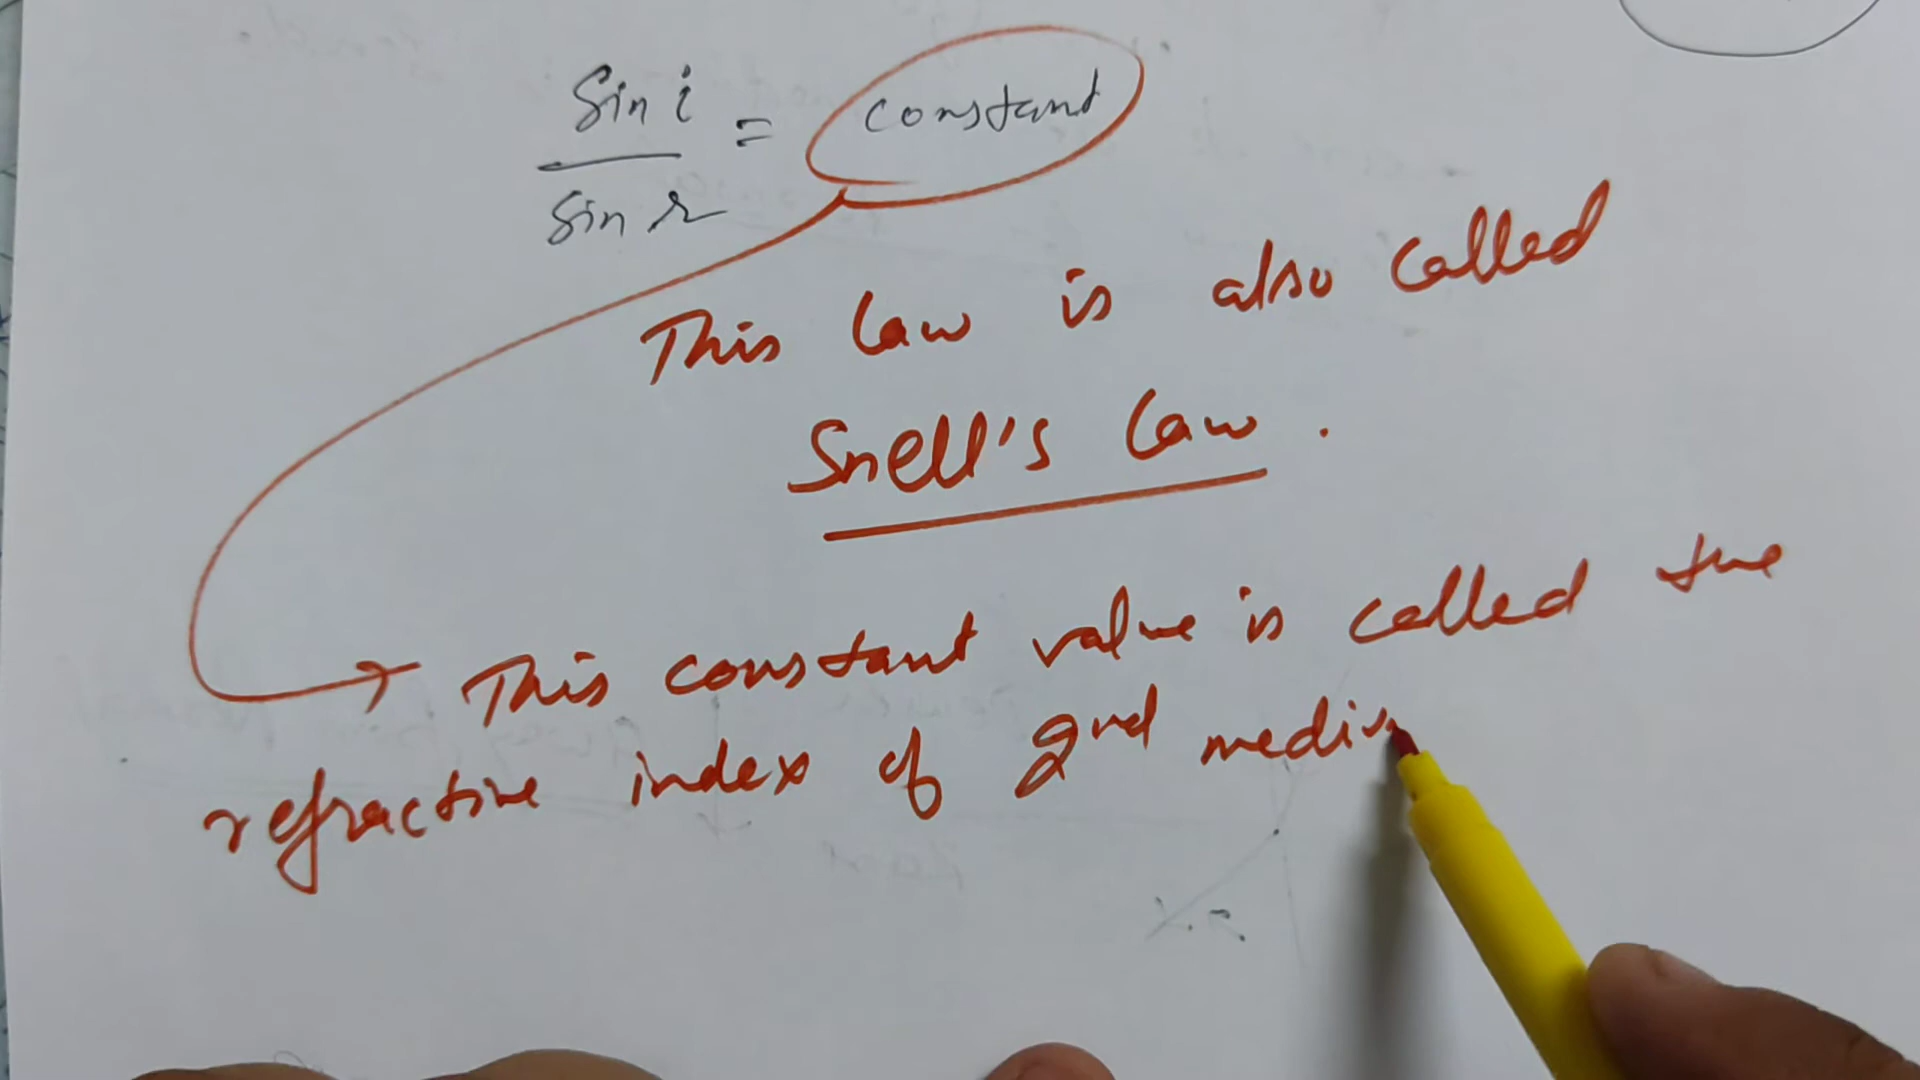 Sin i
= constant
Sin r
This law is also called
Snell's law.
This constant value is called the
refractive index of 2nd mediu